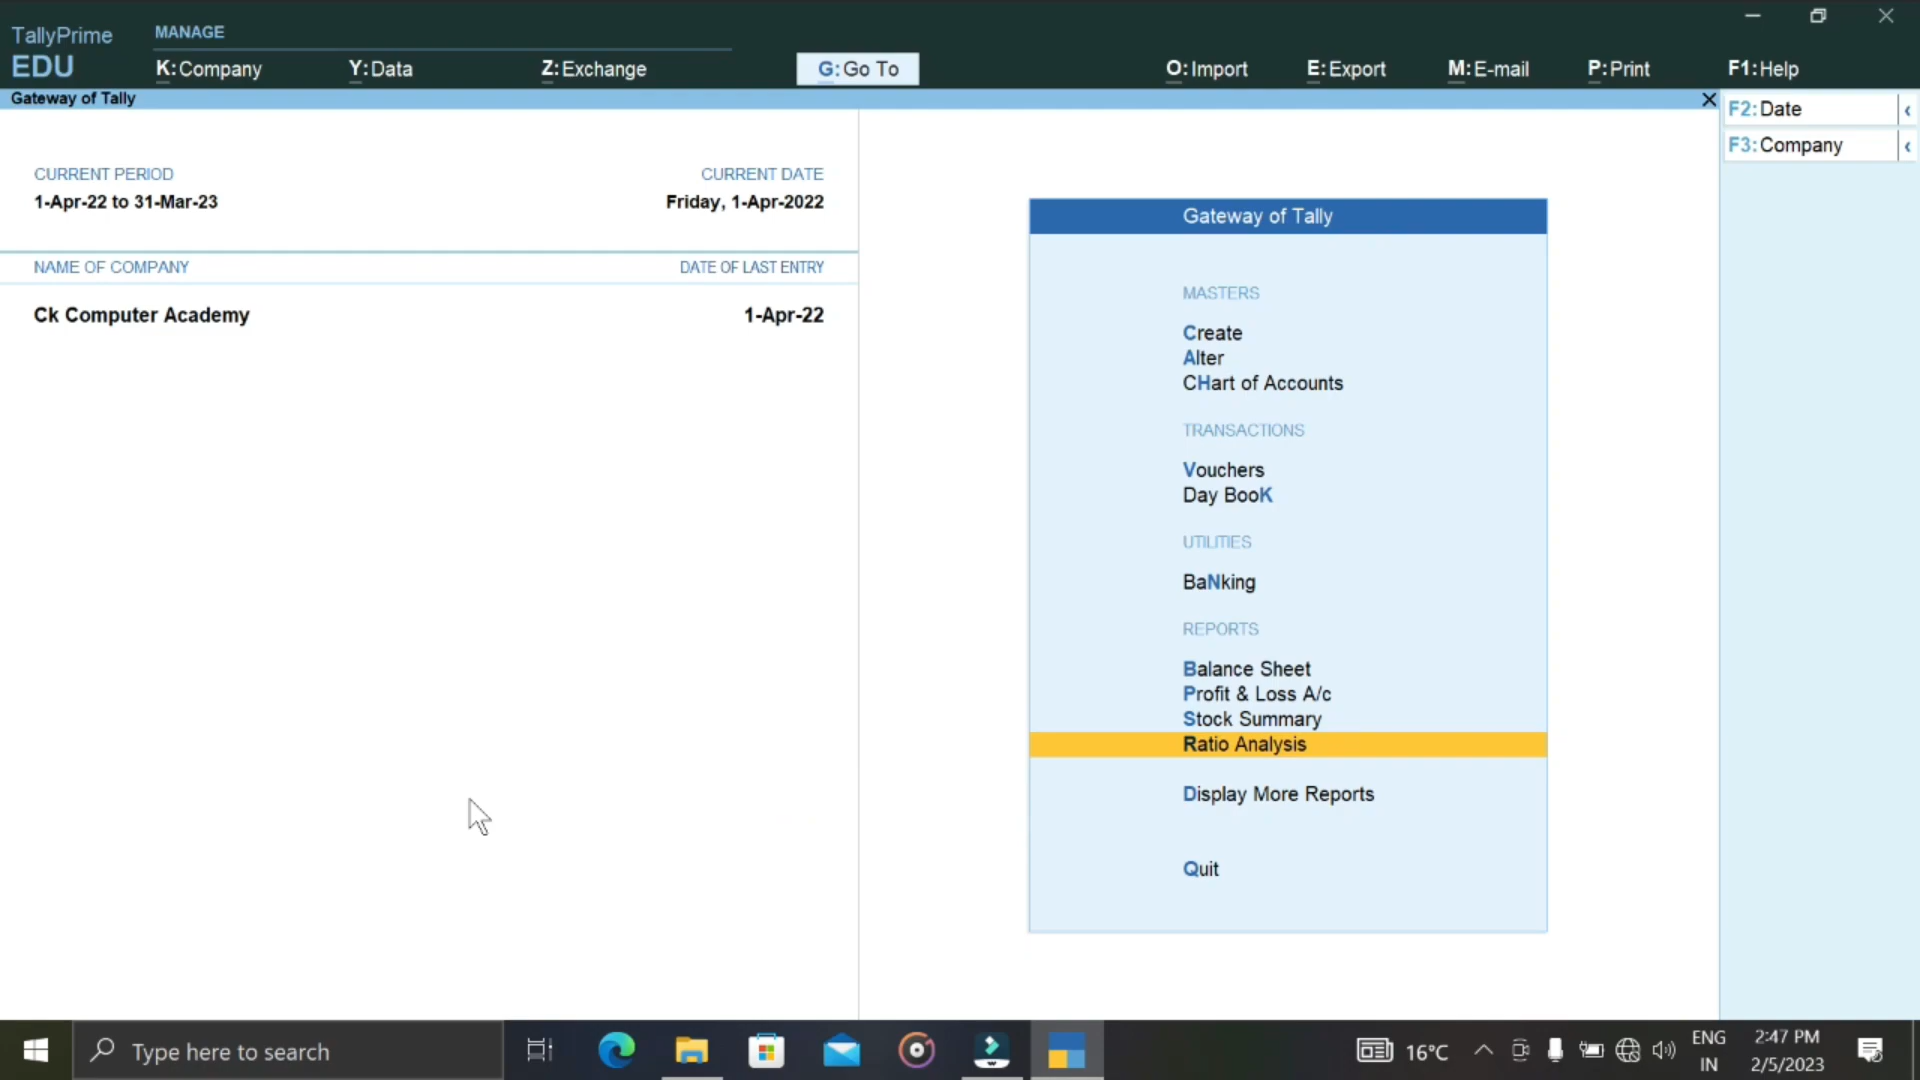 TallyPrime
EDU
MANAGE
K:Company
Y:Data
Z:Exchange
G:Go To
O:Import
E:Export
M:E-mail
P:Print
F1:Help
Gateway of Tally
F2:Date
F3:Company
CURRENT PERIOD
CURRENT DATE
1-Apr-22 to 31-Mar-23
Friday, 1-Apr-2022
NAME OF COMPANY
DATE OF LAST ENTRY
Ck Computer Academy
1-Apr-22
Gateway of Tally
MASTERS
Create
Alter
CHart of Accounts
TRANSACTIONS
Vouchers
Day BooK
UTILITIES
BaNking
REPORTS
Balance Sheet
Profit & Loss A/c
Stock Summary
Ratio Analysis
Display More Reports
Quit
Type here to search
16°C
ENG
IN
2:47 PM
2/5/2023